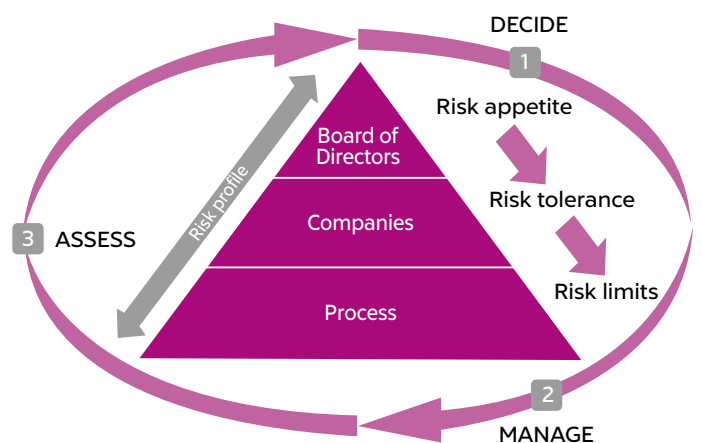 DECIDE
1
Risk appetite
Board of
Directors
Risk tolerance
Risk profile
Companies
3 ASSESS
Risk limits
Process
2
MANAGE